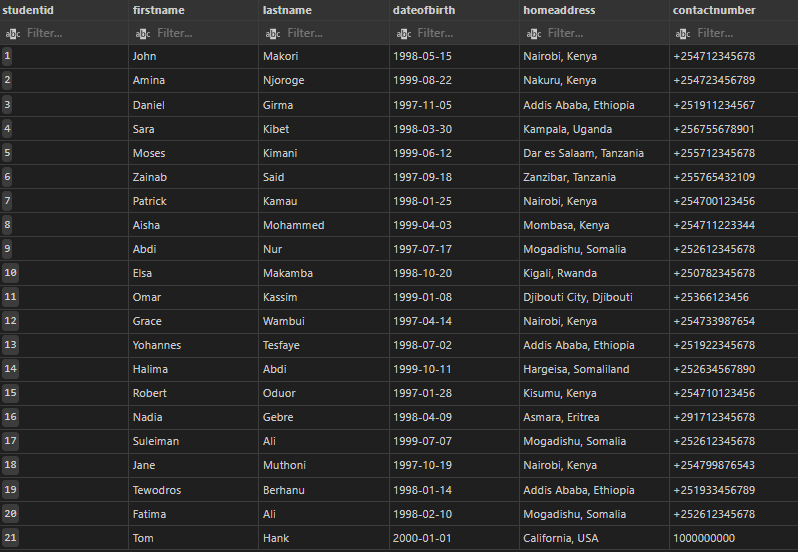 studentid firstname lastname dateofbirth homeaddress contactnumber
abc Filter... abc Filter... abc Filter... abc Filter... abc Filter... abc Filter...
1 John Makori 1998-05-15 Nairobi, Kenya +254712345678
2 Amina Njoroge 1999-08-22 Nakuru, Kenya +254723456789
3 Daniel Girma 1997-11-05 Addis Ababa, Ethiopia +251911234567
4 Sara Kibet 1998-03-30 Kampala, Uganda +256755678901
5 Moses Kimani 1999-06-12 Dar es Salaam, Tanzania +255712345678
6 Zainab Said 1997-09-18 Zanzibar, Tanzania +255765432109
7 Patrick Kamau 1998-01-25 Nairobi, Kenya +254700123456
8 Aisha Mohammed 1999-04-03 Mombasa, Kenya +254711223344
9 Abdi Nur 1997-07-17 Mogadishu, Somalia +252612345678
10 Elsa Makamba 1998-10-20 Kigali, Rwanda +250782345678
11 Omar Kassim 1999-01-08 Djibouti City, Djibouti +25366123456
12 Grace Wambui 1997-04-14 Nairobi, Kenya +254733987654
13 Yohannes Tesfaye 1998-07-02 Addis Ababa, Ethiopia +251922345678
14 Halima Abdi 1999-10-11 Hargeisa, Somaliland +252634567890
15 Robert Oduor 1997-01-28 Kisumu, Kenya +254710123456
16 Nadia Gebre 1998-04-09 Asmara, Eritrea +291712345678
17 Suleiman Ali 1999-07-07 Mogadishu, Somalia +252612345678
18 Jane Muthoni 1997-10-19 Nairobi, Kenya +254799876543
19 Tewodros Berhanu 1998-01-14 Addis Ababa, Ethiopia +251933456789
20 Fatima Ali 1998-02-10 Mogadishu, Somalia +252612345678
21 Tom Hank 2000-01-01 California, USA 1000000000